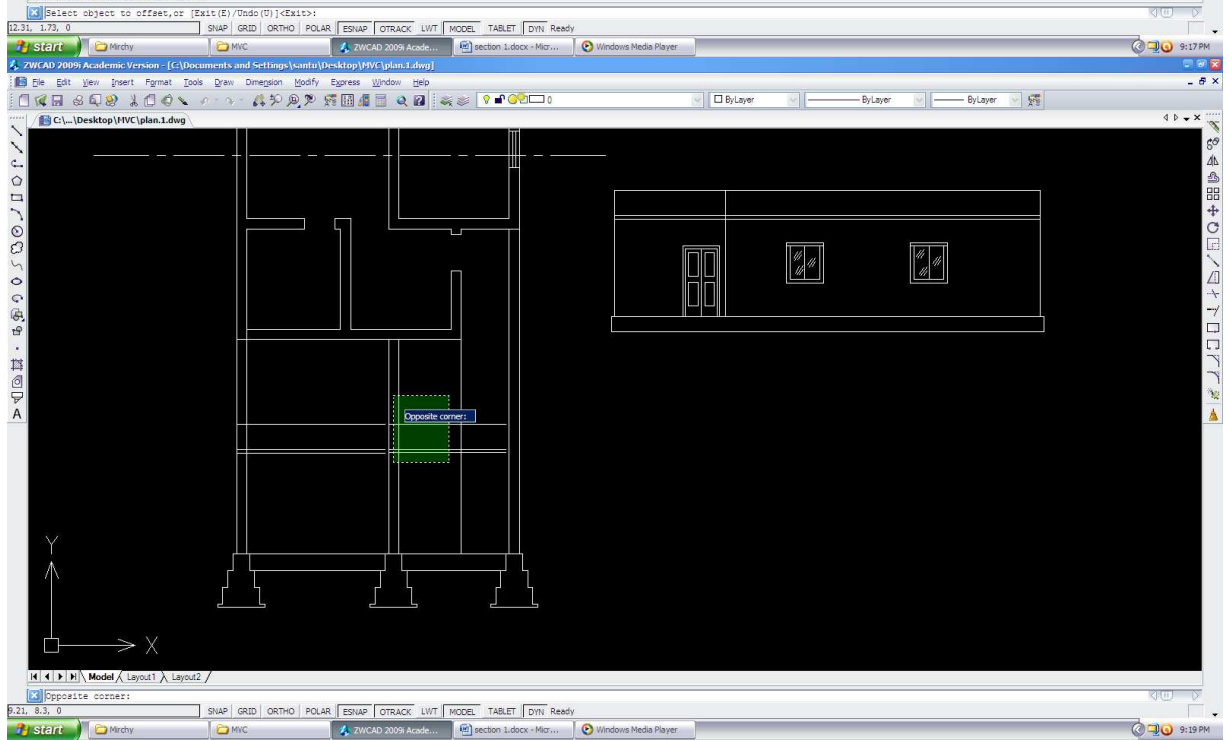 Select object to offset,or [Exit(E)/Undo(U)]<Exit>:
12.31, 1.73, 0 SNAP GRID ORTHO POLAR ESNAP OTRACK LWT MODEL TABLET DYN Ready
start Mirchy MVC ZWCAD 2009i Acade... section 1.docx - Micr... Windows Media Player 9:17 PM
ZWCAD 2009i Academic Version - [C:\Documents and Settings\santu\Desktop\MVC\plan.1.dwg]
File Edit View Insert Format Tools Draw Dimension Modify Express Window Help
0 ByLayer ByLayer ByLayer
C:\...\Desktop\MVC\plan.1.dwg
A
Opposite corner:
Y
X
Model Layout1 Layout2
Opposite corner:
9.21, 8.3, 0 SNAP GRID ORTHO POLAR ESNAP OTRACK LWT MODEL TABLET DYN Ready
start Mirchy MVC ZWCAD 2009i Acade... section 1.docx - Micr... Windows Media Player 9:19 PM